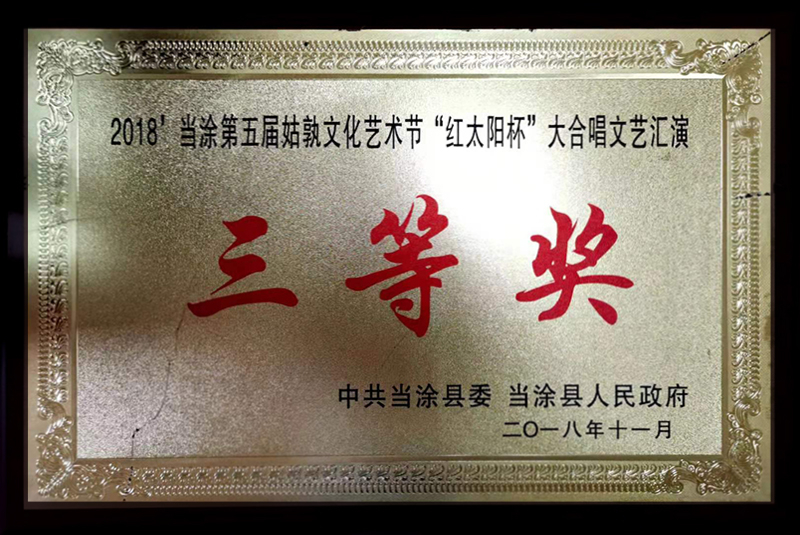 2018’当涂第五届姑孰文化艺术节“红太阳杯”大合唱文艺汇演
三等奖
中共当涂县委 当涂县人民政府
二〇一八年十一月